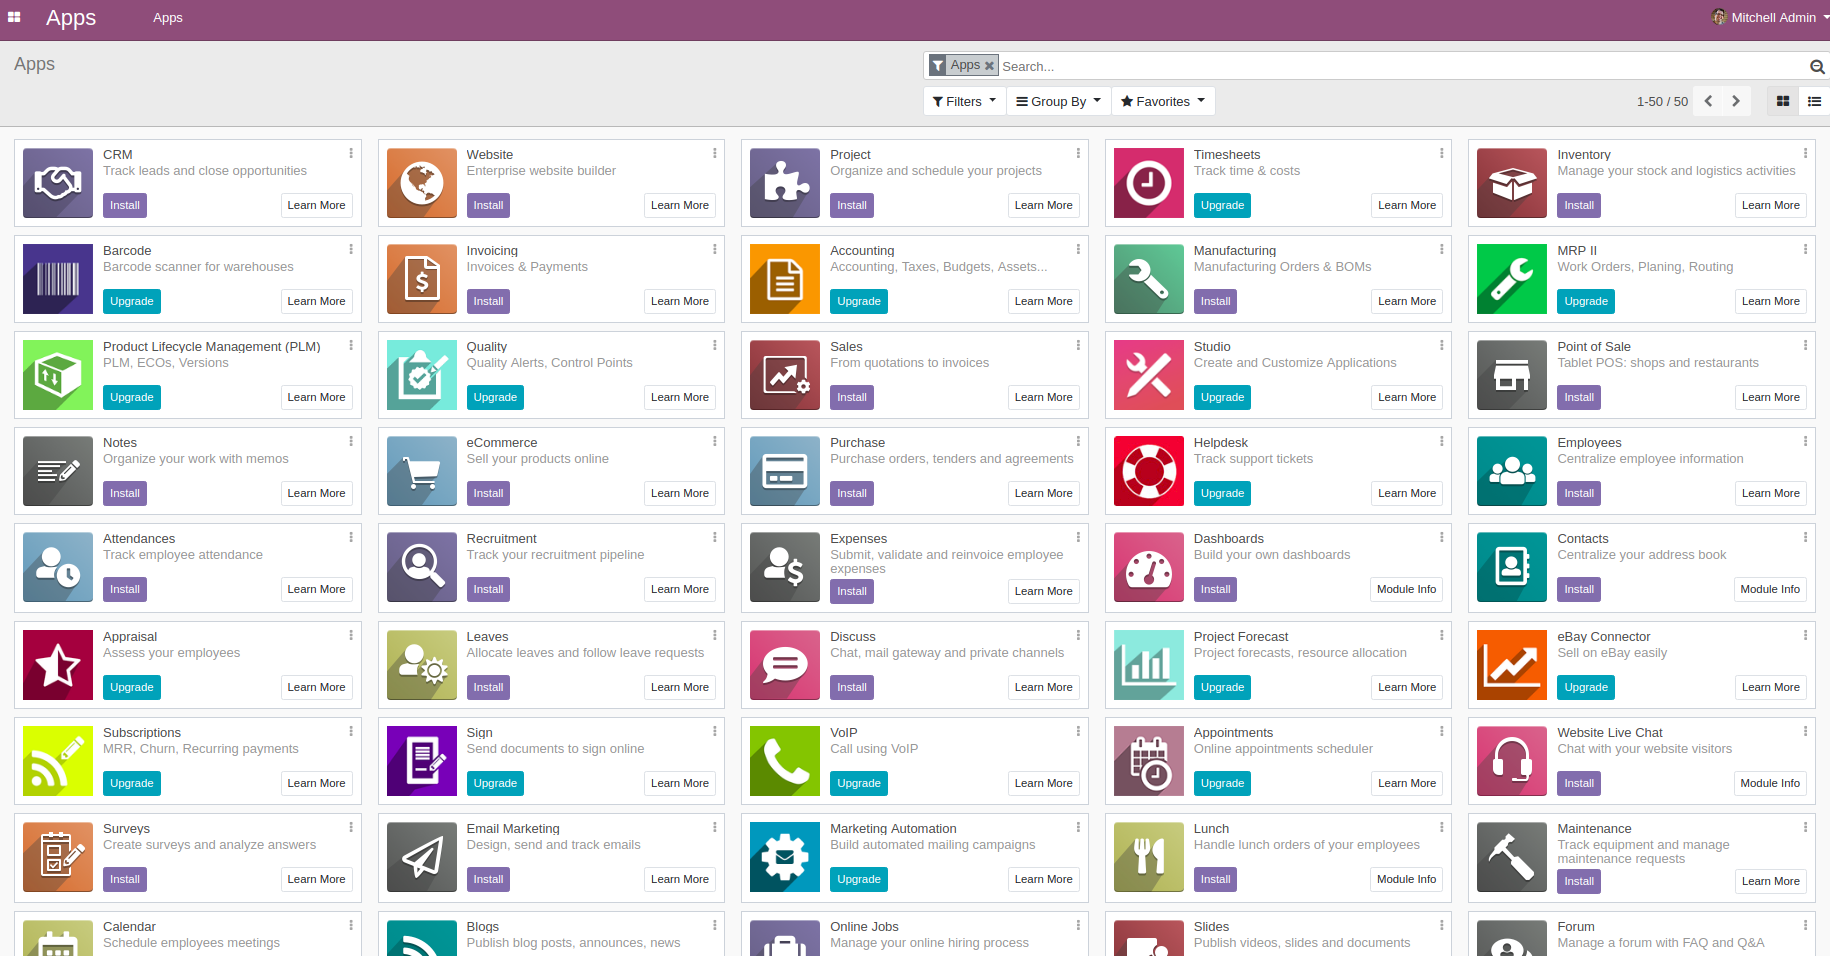 Apps
Apps
Mitchell Admin
Apps
Apps
Search...
Filters
Group By
Favorites
1-50 / 50
CRM
Track leads and close opportunities
Install
Learn More
Website
Enterprise website builder
Install
Learn More
Project
Organize and schedule your projects
Install
Learn More
Timesheets
Track time & costs
Upgrade
Learn More
Inventory
Manage your stock and logistics activities
Install
Learn More
Barcode
Barcode scanner for warehouses
Upgrade
Learn More
Invoicing
Invoices & Payments
Install
Learn More
Accounting
Accounting, Taxes, Budgets, Assets...
Upgrade
Learn More
Manufacturing
Manufacturing Orders & BOMs
Install
Learn More
MRP II
Work Orders, Planing, Routing
Upgrade
Learn More
Product Lifecycle Management (PLM)
PLM, ECOs, Versions
Upgrade
Learn More
Quality
Quality Alerts, Control Points
Upgrade
Learn More
Sales
From quotations to invoices
Install
Learn More
Studio
Create and Customize Applications
Upgrade
Learn More
Point of Sale
Tablet POS: shops and restaurants
Install
Learn More
Notes
Organize your work with memos
Install
Learn More
eCommerce
Sell your products online
Install
Learn More
Purchase
Purchase orders, tenders and agreements
Install
Learn More
Helpdesk
Track support tickets
Upgrade
Learn More
Employees
Centralize employee information
Install
Learn More
Attendances
Track employee attendance
Install
Learn More
Recruitment
Track your recruitment pipeline
Install
Learn More
Expenses
Submit, validate and reinvoice employee
expenses
Install
Learn More
Dashboards
Build your own dashboards
Install
Module Info
Contacts
Centralize your address book
Install
Module Info
Appraisal
Assess your employees
Upgrade
Learn More
Leaves
Allocate leaves and follow leave requests
Install
Learn More
Discuss
Chat, mail gateway and private channels
Install
Learn More
Project Forecast
Project forecasts, resource allocation
Upgrade
Learn More
eBay Connector
Sell on eBay easily
Upgrade
Learn More
Subscriptions
MRR, Churn, Recurring payments
Upgrade
Learn More
Sign
Send documents to sign online
Upgrade
Learn More
VoIP
Call using VoIP
Upgrade
Learn More
Appointments
Online appointments scheduler
Upgrade
Learn More
Website Live Chat
Chat with your website visitors
Install
Module Info
Surveys
Create surveys and analyze answers
Install
Learn More
Email Marketing
Design, send and track emails
Install
Learn More
Marketing Automation
Build automated mailing campaigns
Upgrade
Learn More
Lunch
Handle lunch orders of your employees
Install
Module Info
Maintenance
Track equipment and manage
maintenance requests
Install
Learn More
Calendar
Schedule employees meetings
Blogs
Publish blog posts, announces, news
Online Jobs
Manage your online hiring process
Slides
Publish videos, slides and documents
Forum
Manage a forum with FAQ and Q&A